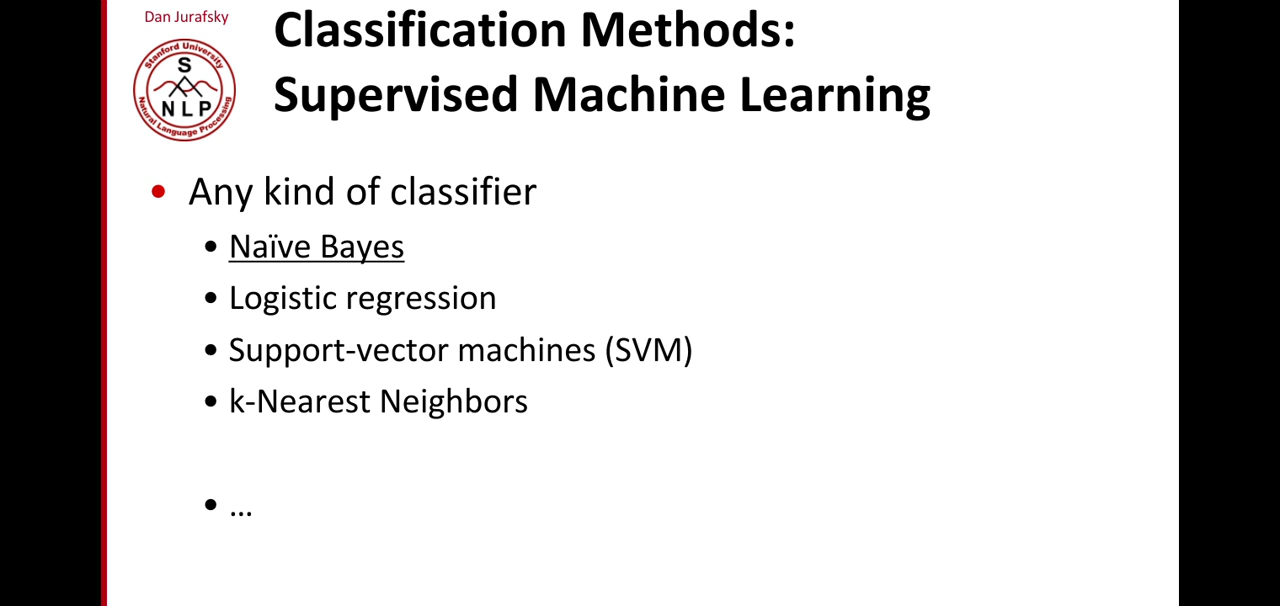 Dan Jurafsky
Stanford University
S
NLP
Natural Language Processing
Classification Methods:
Supervised Machine Learning
• Any kind of classifier
• Naïve Bayes
• Logistic regression
• Support-vector machines (SVM)
• k-Nearest Neighbors
• …